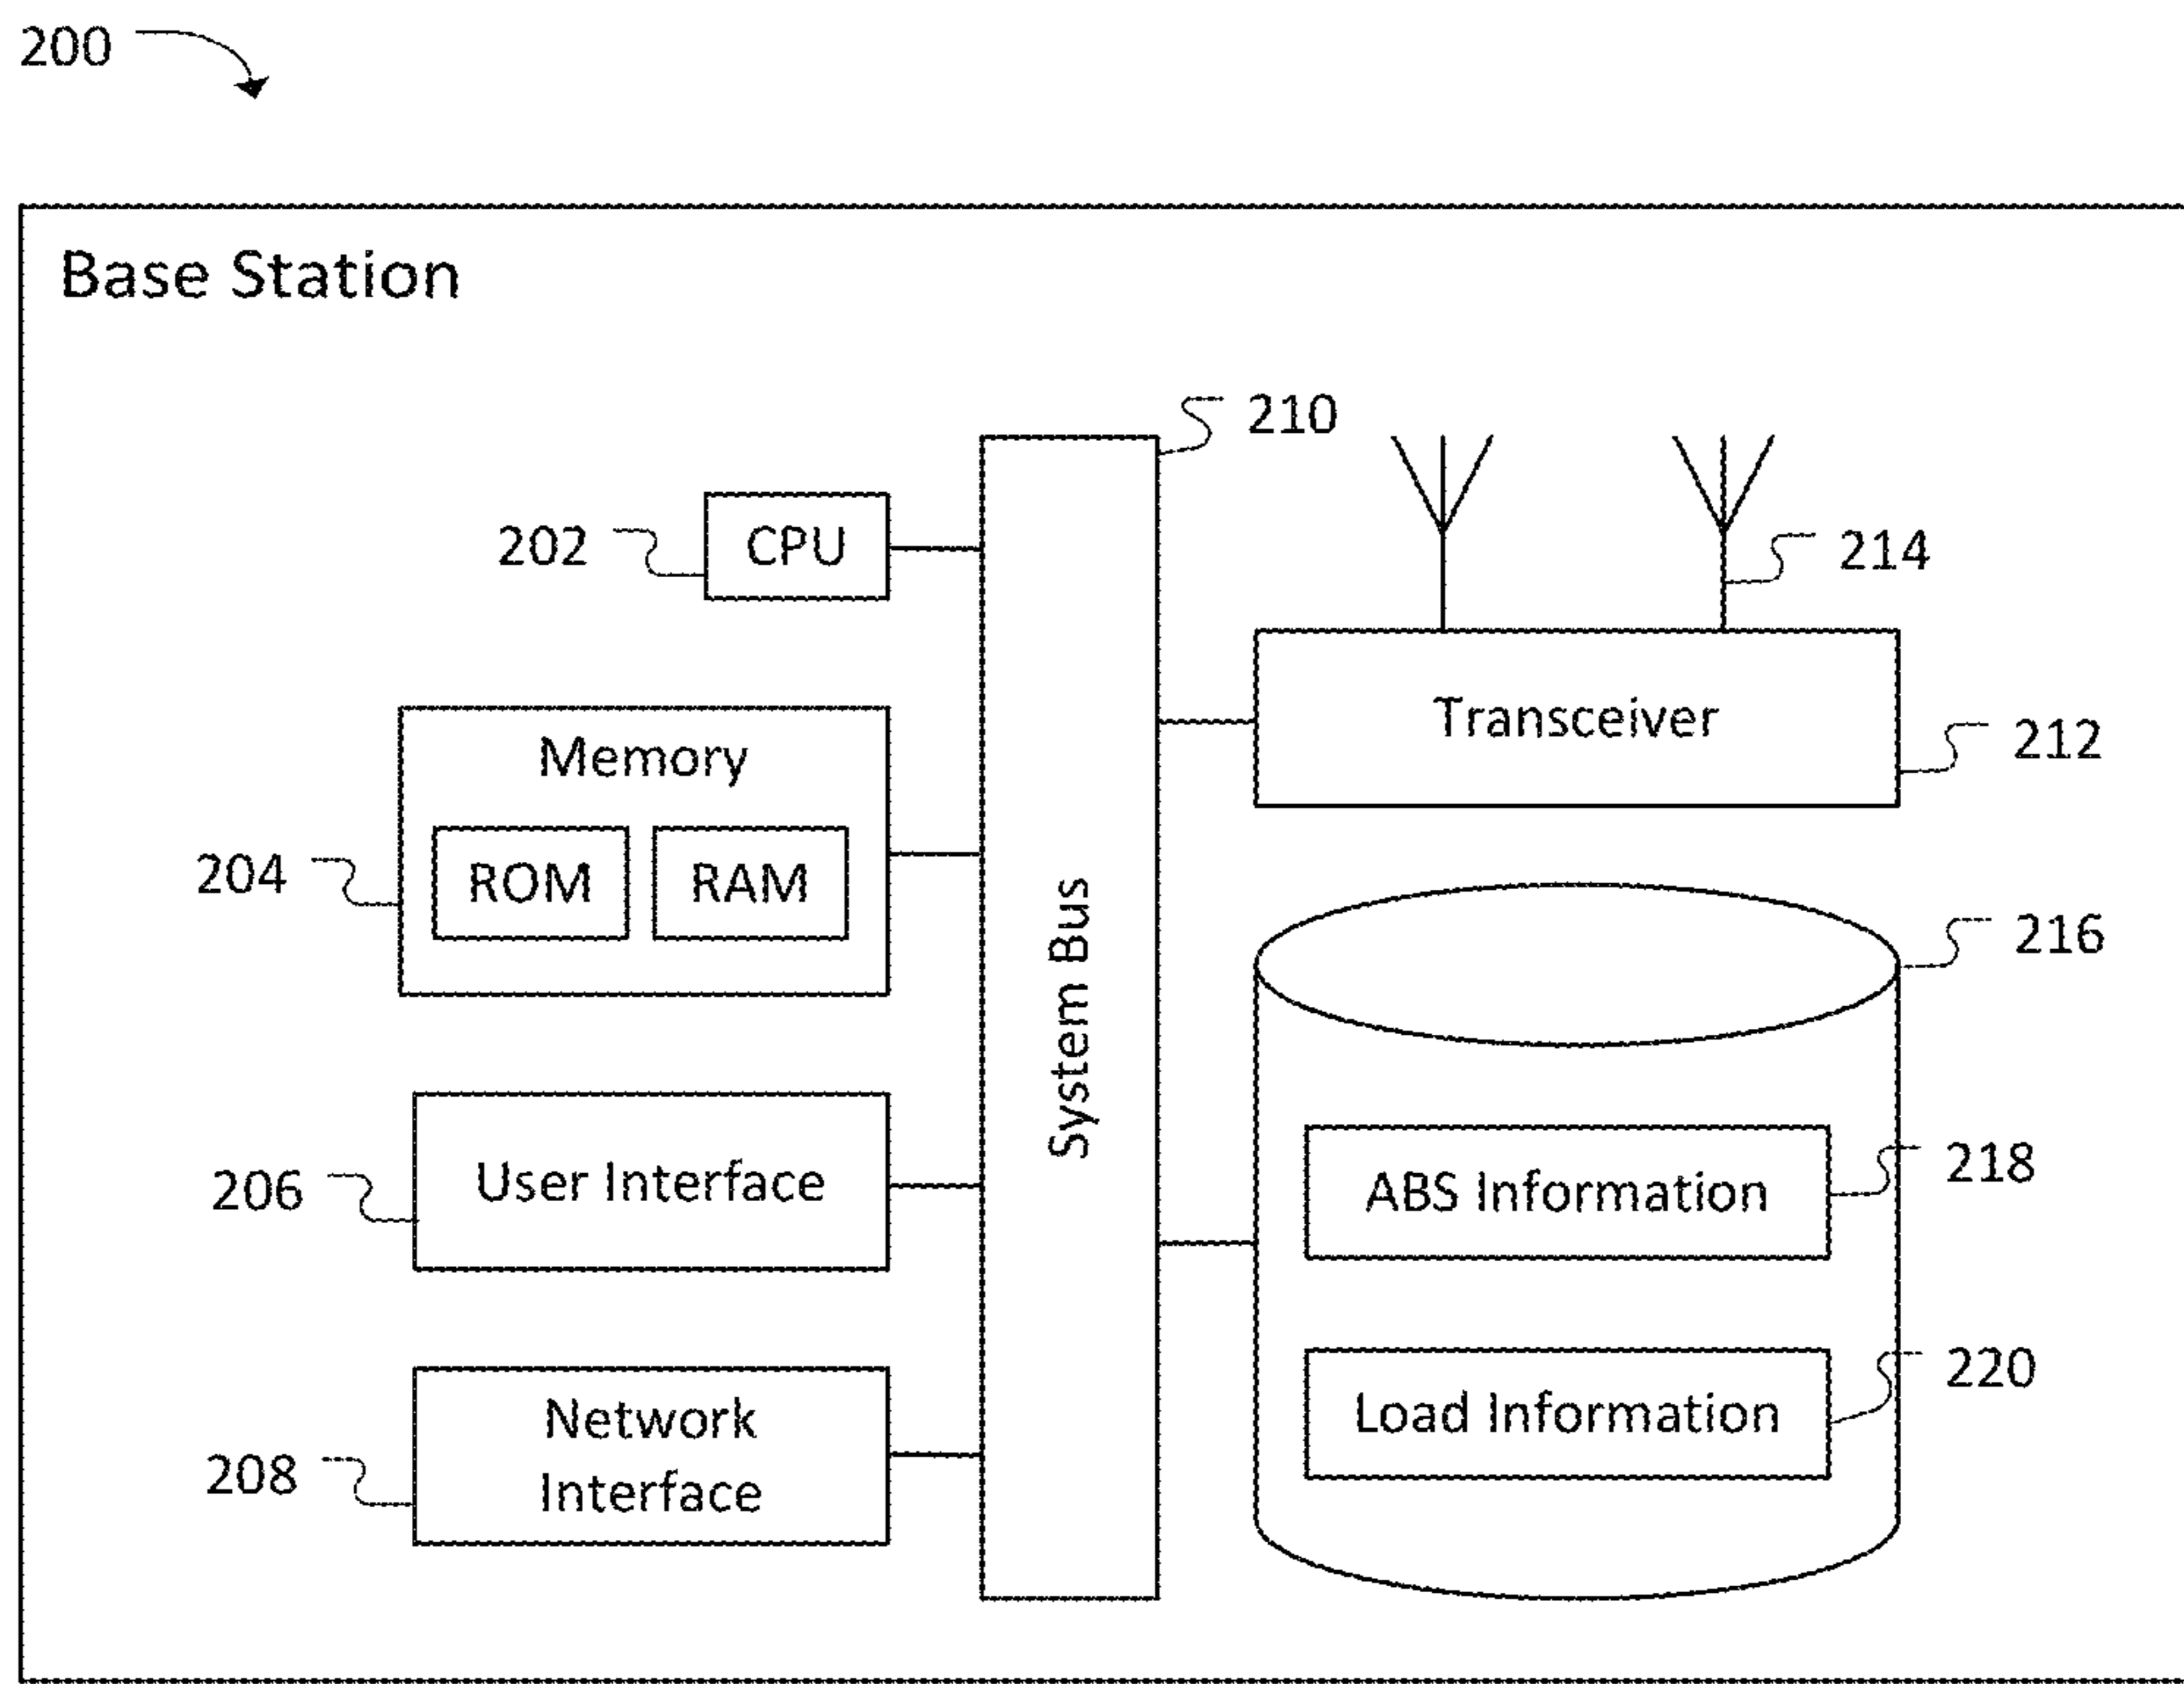 200
Base Station
210
202
CPU
214
Transceiver
212
Memory
204
ROM
RAM
System Bus
216
206
User Interface
ABS Information
218
208
Network
Interface
Load Information
220